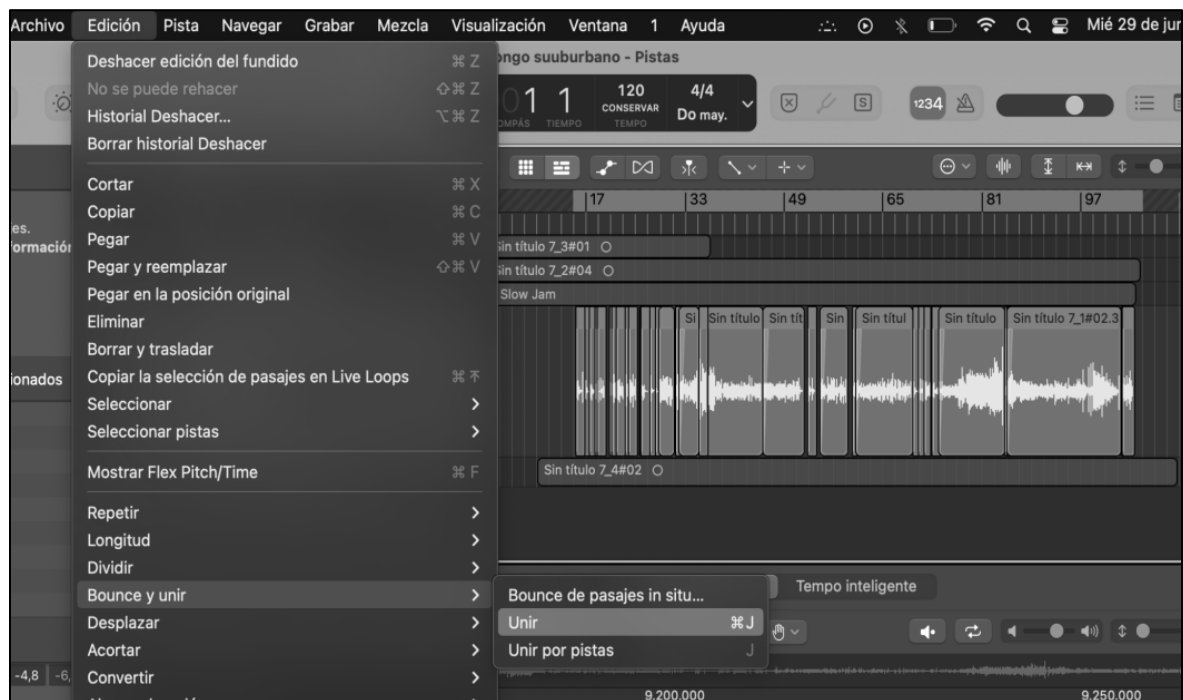 Archivo Edición Pista Navegar Grabar Mezcla Visualización Ventana 1 Ayuda Mié 29 de jun
ongo suuburbano - Pistas
01 1 120 4/4
CONSERVAR Do may.
OMPÁS TIEMPO TEMPO
S 1234
Deshacer edición del fundido ⌘ Z
No se puede rehacer ⇧⌘ Z
Historial Deshacer... ⌥⌘ Z
Borrar historial Deshacer
Cortar ⌘ X
Copiar ⌘ C
Pegar ⌘ V
Pegar y reemplazar ⇧⌘ V
Pegar en la posición original
Eliminar
Borrar y trasladar
Copiar la selección de pasajes en Live Loops ⌘
Seleccionar
Seleccionar pistas
Mostrar Flex Pitch/Time ⌘ F
Repetir
Longitud
Dividir
Bounce y unir
Desplazar
Acortar
Convertir
es.
formación
ionados
-4,8 -6,
17 33 49 65 81 97
Sin título 7_3#01
Sin título 7_2#04
Slow Jam
Si Sin título Sin tít Sin Sin títul Sin título Sin título 7_1#02.3
Sin título 7_4#02
Tempo inteligente
Bounce de pasajes in situ...
Unir ⌘J
Unir por pistas J
9.200.000 9.250.000